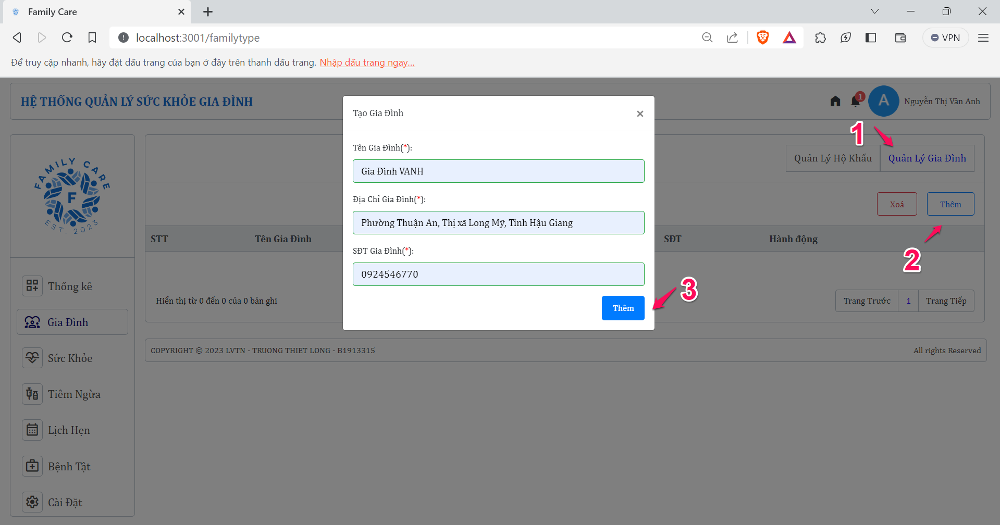 Family Care
localhost:3001/familytype
VPN
Để truy cập nhanh, hãy đặt dấu trang của bạn ở đây trên thanh dấu trang. Nhập dấu trang ngay...
HỆ THỐNG QUẢN LÝ SỨC KHỎE GIA ĐÌNH
1
A
Nguyễn Thị Vân Anh
FAMILY CARE
F
EST. 2023
Thống kê
Gia Đình
Sức Khỏe
Tiêm Ngừa
Lịch Hẹn
Bệnh Tật
Cài Đặt
1
Quản Lý Hộ Khẩu
Quản Lý Gia Đình
Xoá
Thêm
2
STT
Tên Gia Đình
SĐT
Hành động
Hiển thị từ 0 đến 0 của 0 bản ghi
Trang Trước
1
Trang Tiếp
Tạo Gia Đình
Tên Gia Đình(*):
Gia Đình VANH
Địa Chỉ Gia Đình(*):
Phường Thuận An, Thị xã Long Mỹ, Tỉnh Hậu Giang
SĐT Gia Đình(*):
0924546770
Thêm
3
COPYRIGHT © 2023 LVTN - TRUONG THIET LONG - B1913315
All rights Reserved